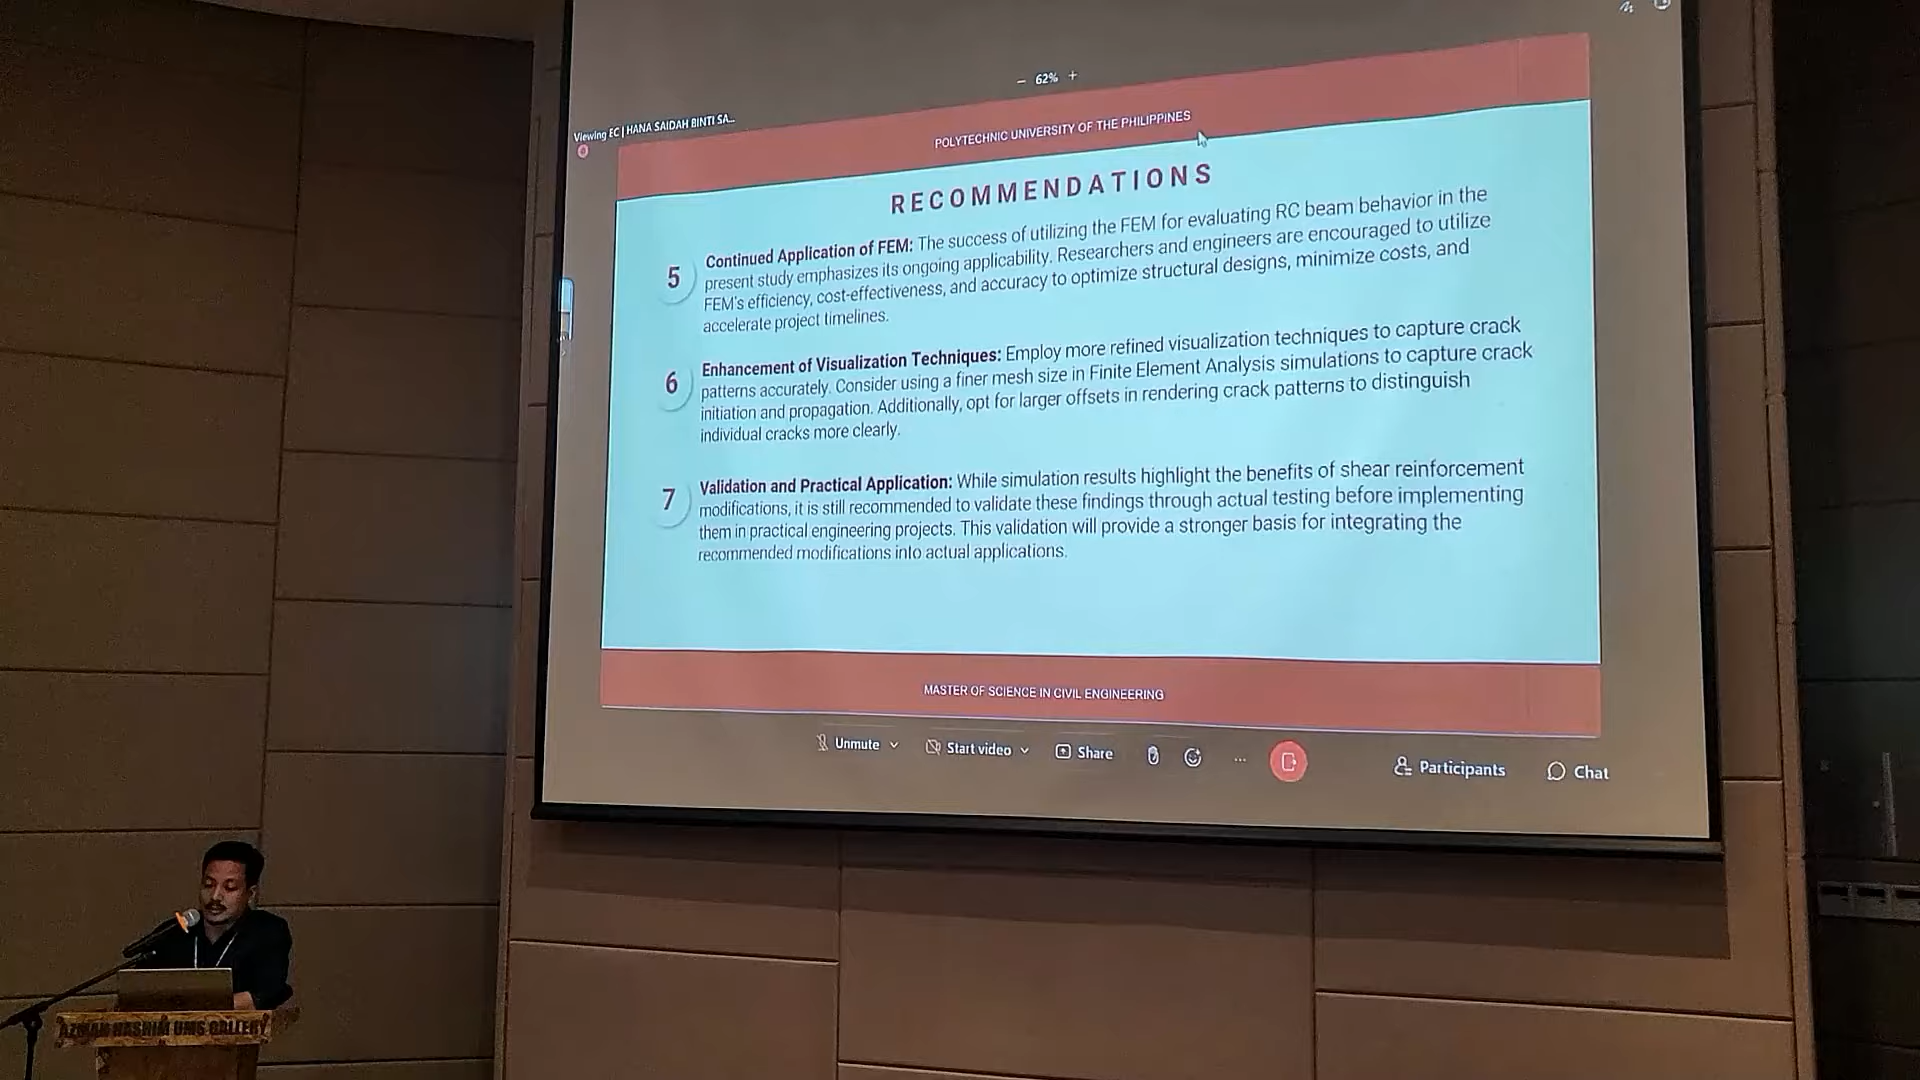 − 62% +
Viewing EC | HANA SAIDAH BINTI SA...
POLYTECHNIC UNIVERSITY OF THE PHILIPPINES
RECOMMENDATIONS
5
Continued Application of FEM: The success of utilizing the FEM for evaluating RC beam behavior in the
present study emphasizes its ongoing applicability. Researchers and engineers are encouraged to utilize
FEM's efficiency, cost-effectiveness, and accuracy to optimize structural designs, minimize costs, and
accelerate project timelines.
6
Enhancement of Visualization Techniques: Employ more refined visualization techniques to capture crack
patterns accurately. Consider using a finer mesh size in Finite Element Analysis simulations to capture crack
initiation and propagation. Additionally, opt for larger offsets in rendering crack patterns to distinguish
individual cracks more clearly.
7
Validation and Practical Application: While simulation results highlight the benefits of shear reinforcement
modifications, it is still recommended to validate these findings through actual testing before implementing
them in practical engineering projects. This validation will provide a stronger basis for integrating the
recommended modifications into actual applications.
MASTER OF SCIENCE IN CIVIL ENGINEERING
Unmute
Start video
Share
...
Participants
Chat
AZMAN HASHIM UMS GALLERY